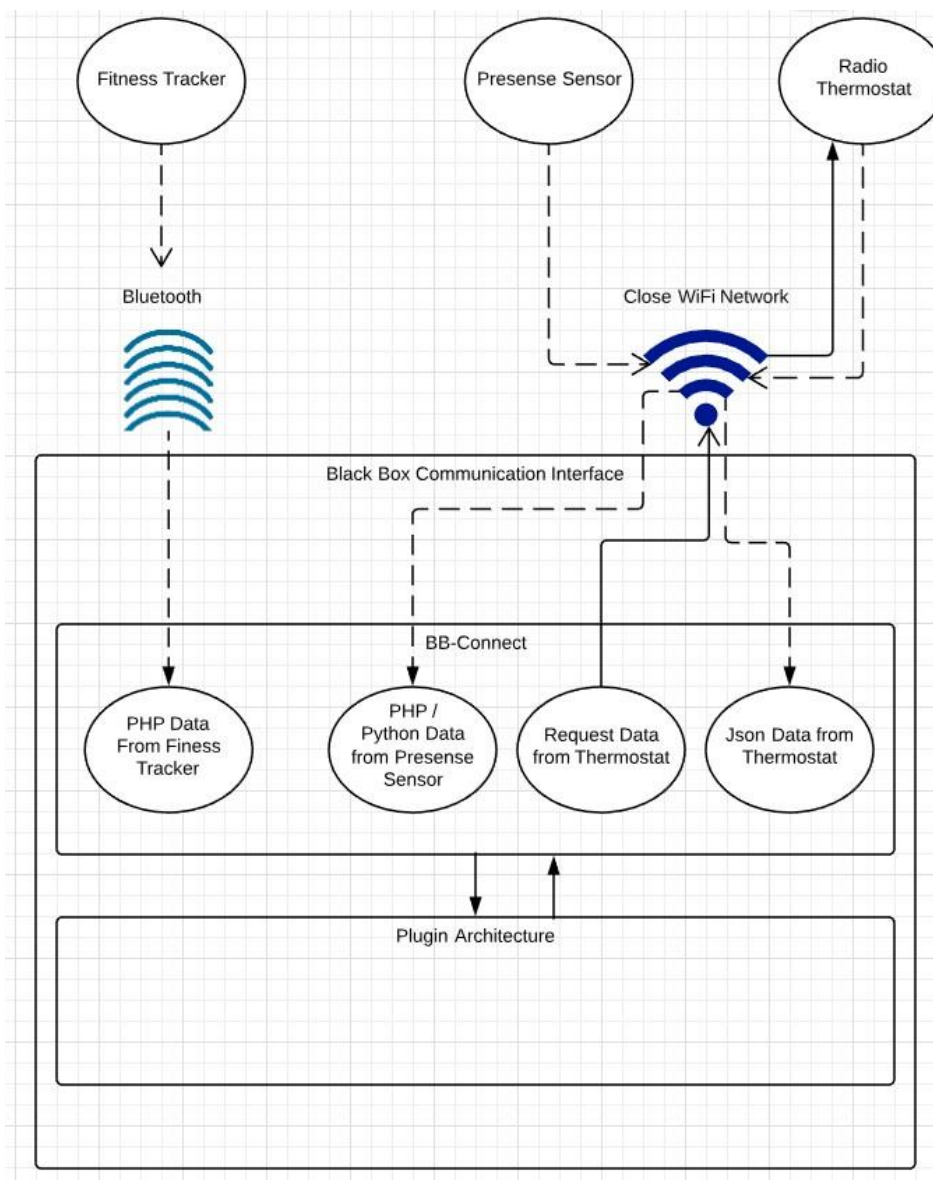 Fitness Tracker
Presense Sensor
Radio
Thermostat
Bluetooth
Close WiFi Network
Black Box Communication Interface
BB-Connect
PHP Data
From Finess
Tracker
PHP /
Python Data
from Presense
Sensor
Request Data
from Thermostat
Json Data from
Thermostat
Plugin Architecture